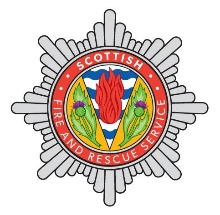 SCOTTISH
FIRE AND RESCUE SERVICE